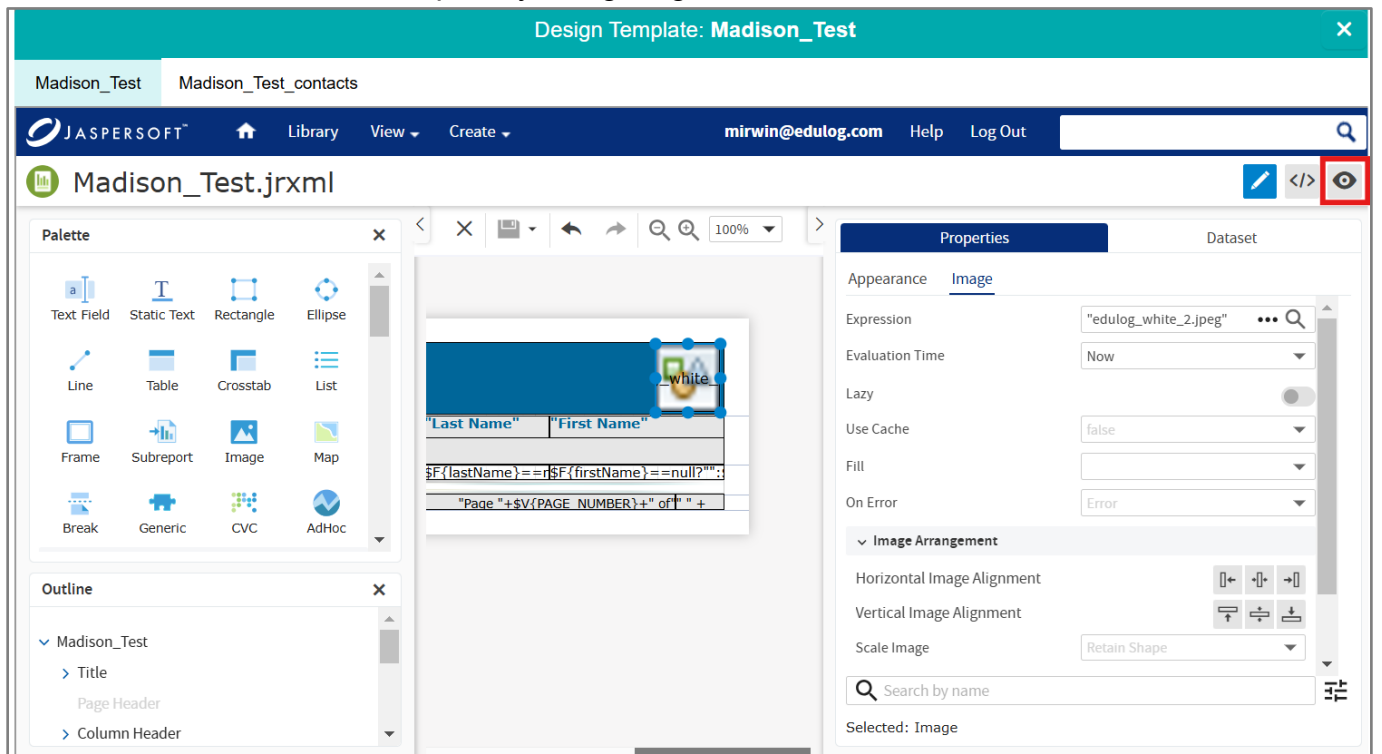 Design Template: Madison_Test
Madison_Test Madison_Test_contacts
JASPERSOFT™ Library View Create mirwin@edulog.com Help Log Out
Madison_Test.jrxml </>
Palette
100%
Properties Dataset
Text Field Static Text Rectangle Ellipse
Line Table Crosstab List
Frame Subreport Image Map
Break Generic CVC AdHoc
Outline
Madison_Test
Title
Page Header
Column Header
_white_
"Last Name" "First Name"
$F{lastName}==n $F{firstName}==null?"":
"Page "+$V{PAGE_NUMBER}+" of" " " +
Appearance Image
Expression "edulog_white_2.jpeg"
Evaluation Time Now
Lazy
Use Cache false
Fill
On Error Error
Image Arrangement
Horizontal Image Alignment
Vertical Image Alignment
Scale Image Retain Shape
Search by name
Selected: Image